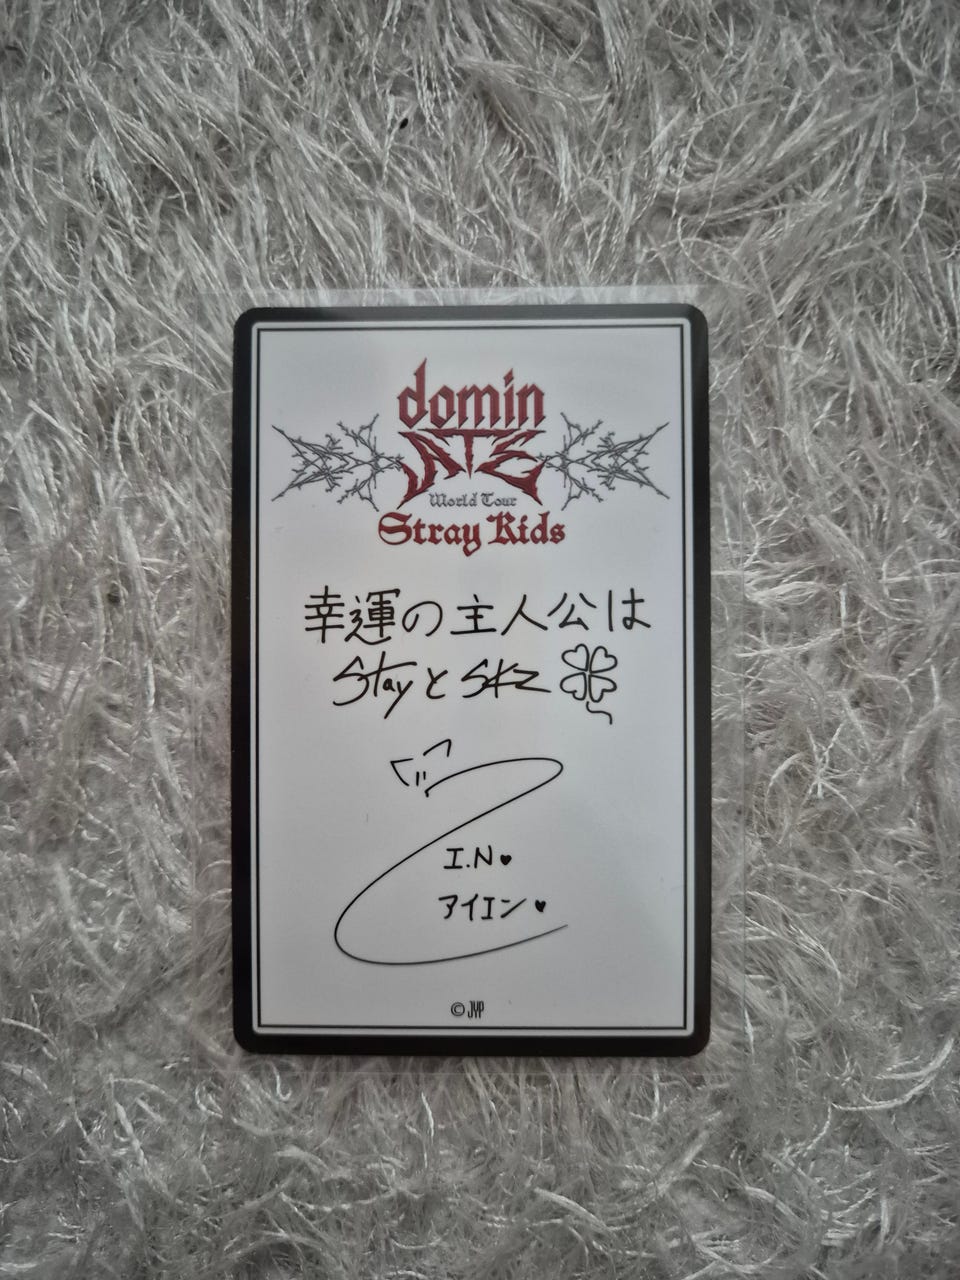 domin
ATE
World Tour
Stray Kids
幸運の主人公は
Stayとskz
I.N♥
アイエン♥
© JYP